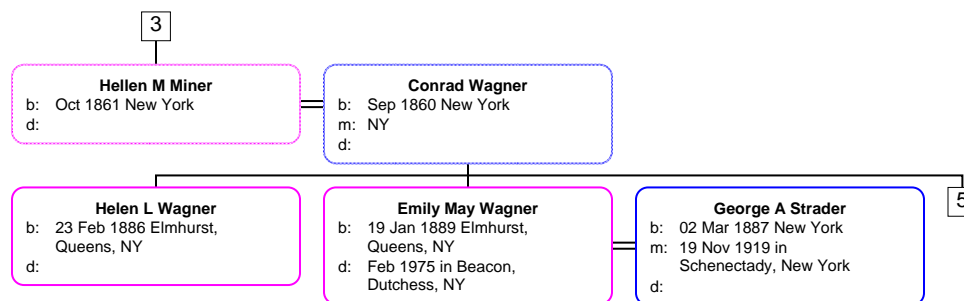 3
Hellen M Miner
b: Oct 1861 New York
d:
Conrad Wagner
b: Sep 1860 New York
m: NY
d:
5
Helen L Wagner
b: 23 Feb 1886 Elmhurst,
Queens, NY
d:
Emily May Wagner
b: 19 Jan 1889 Elmhurst,
Queens, NY
d: Feb 1975 in Beacon,
Dutchess, NY
George A Strader
b: 02 Mar 1887 New York
m: 19 Nov 1919 in
Schenectady, New York
d: